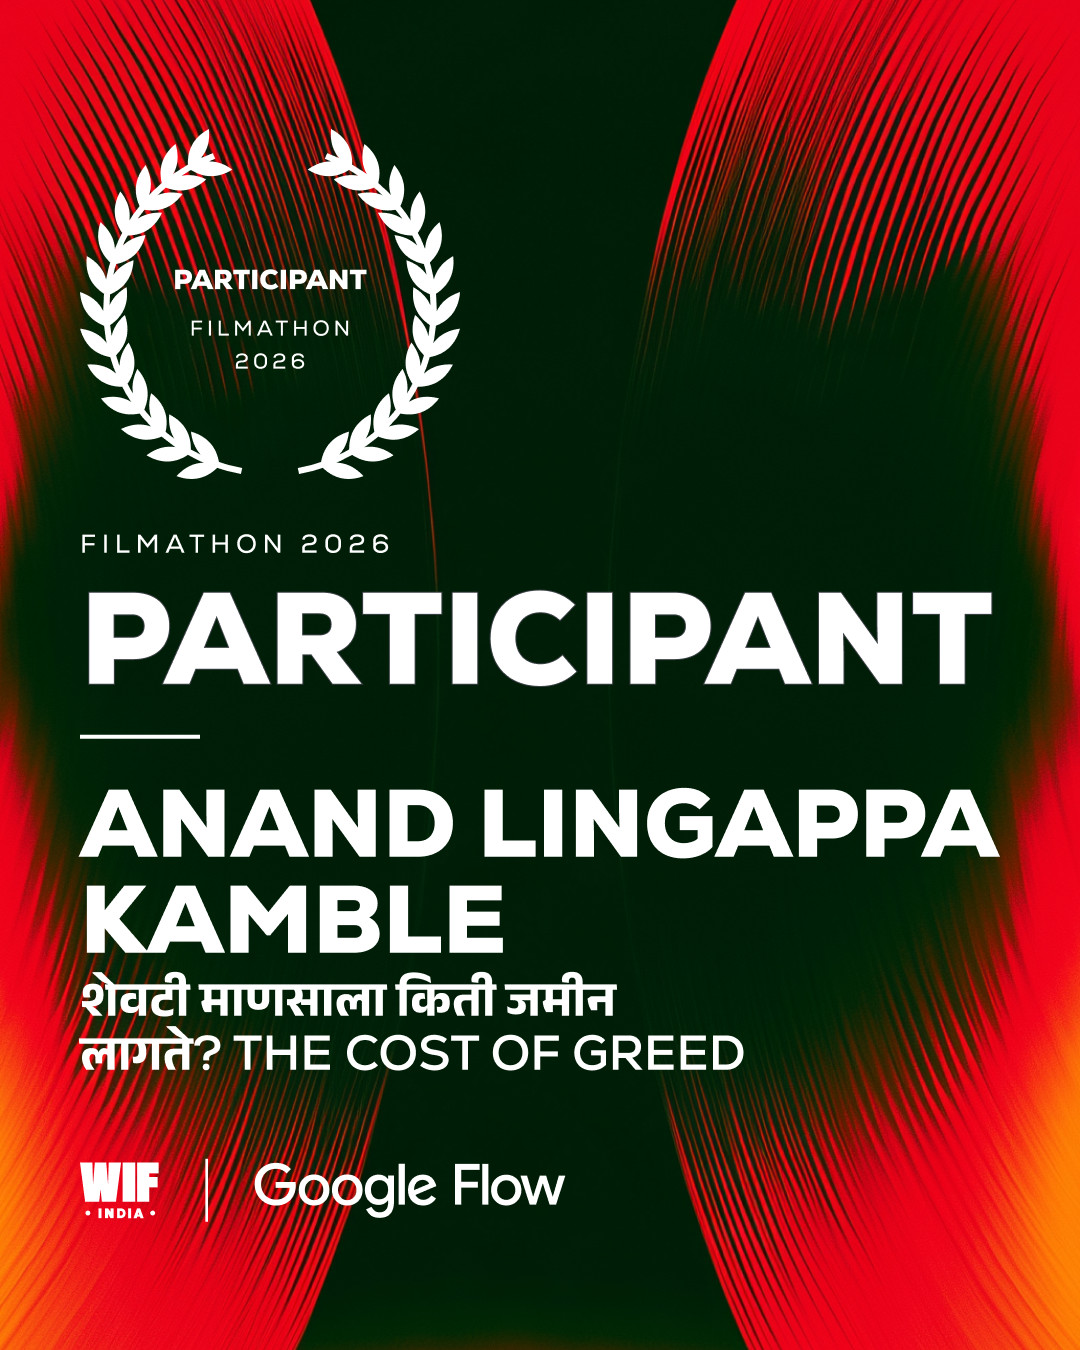 PARTICIPANT
FILMATHON
2026
FILMATHON 2026
PARTICIPANT
ANAND LINGAPPA
KAMBLE
शेवटी माणसाला किती जमीन
लागते? THE COST OF GREED
WIF
• INDIA •
Google Flow